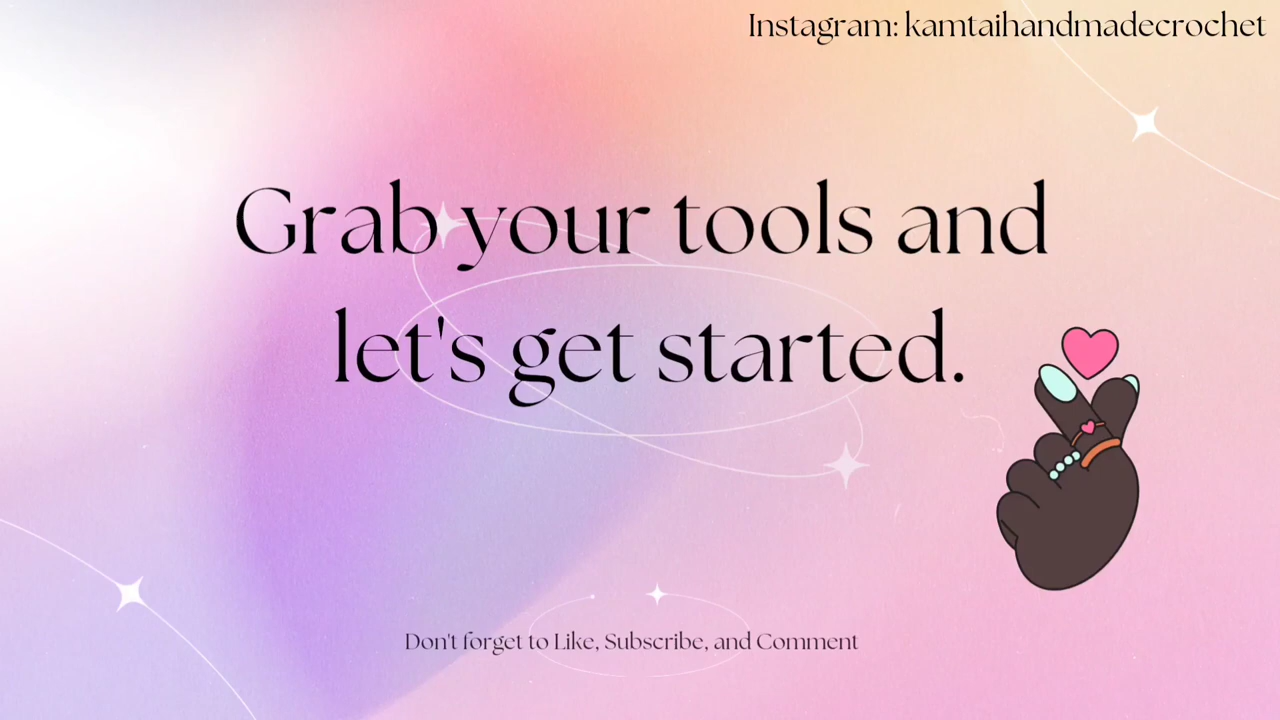 Instagram: kamtaihandmadecrochet
Grab your tools and
let's get started.
Don't forget to Like, Subscribe, and Comment